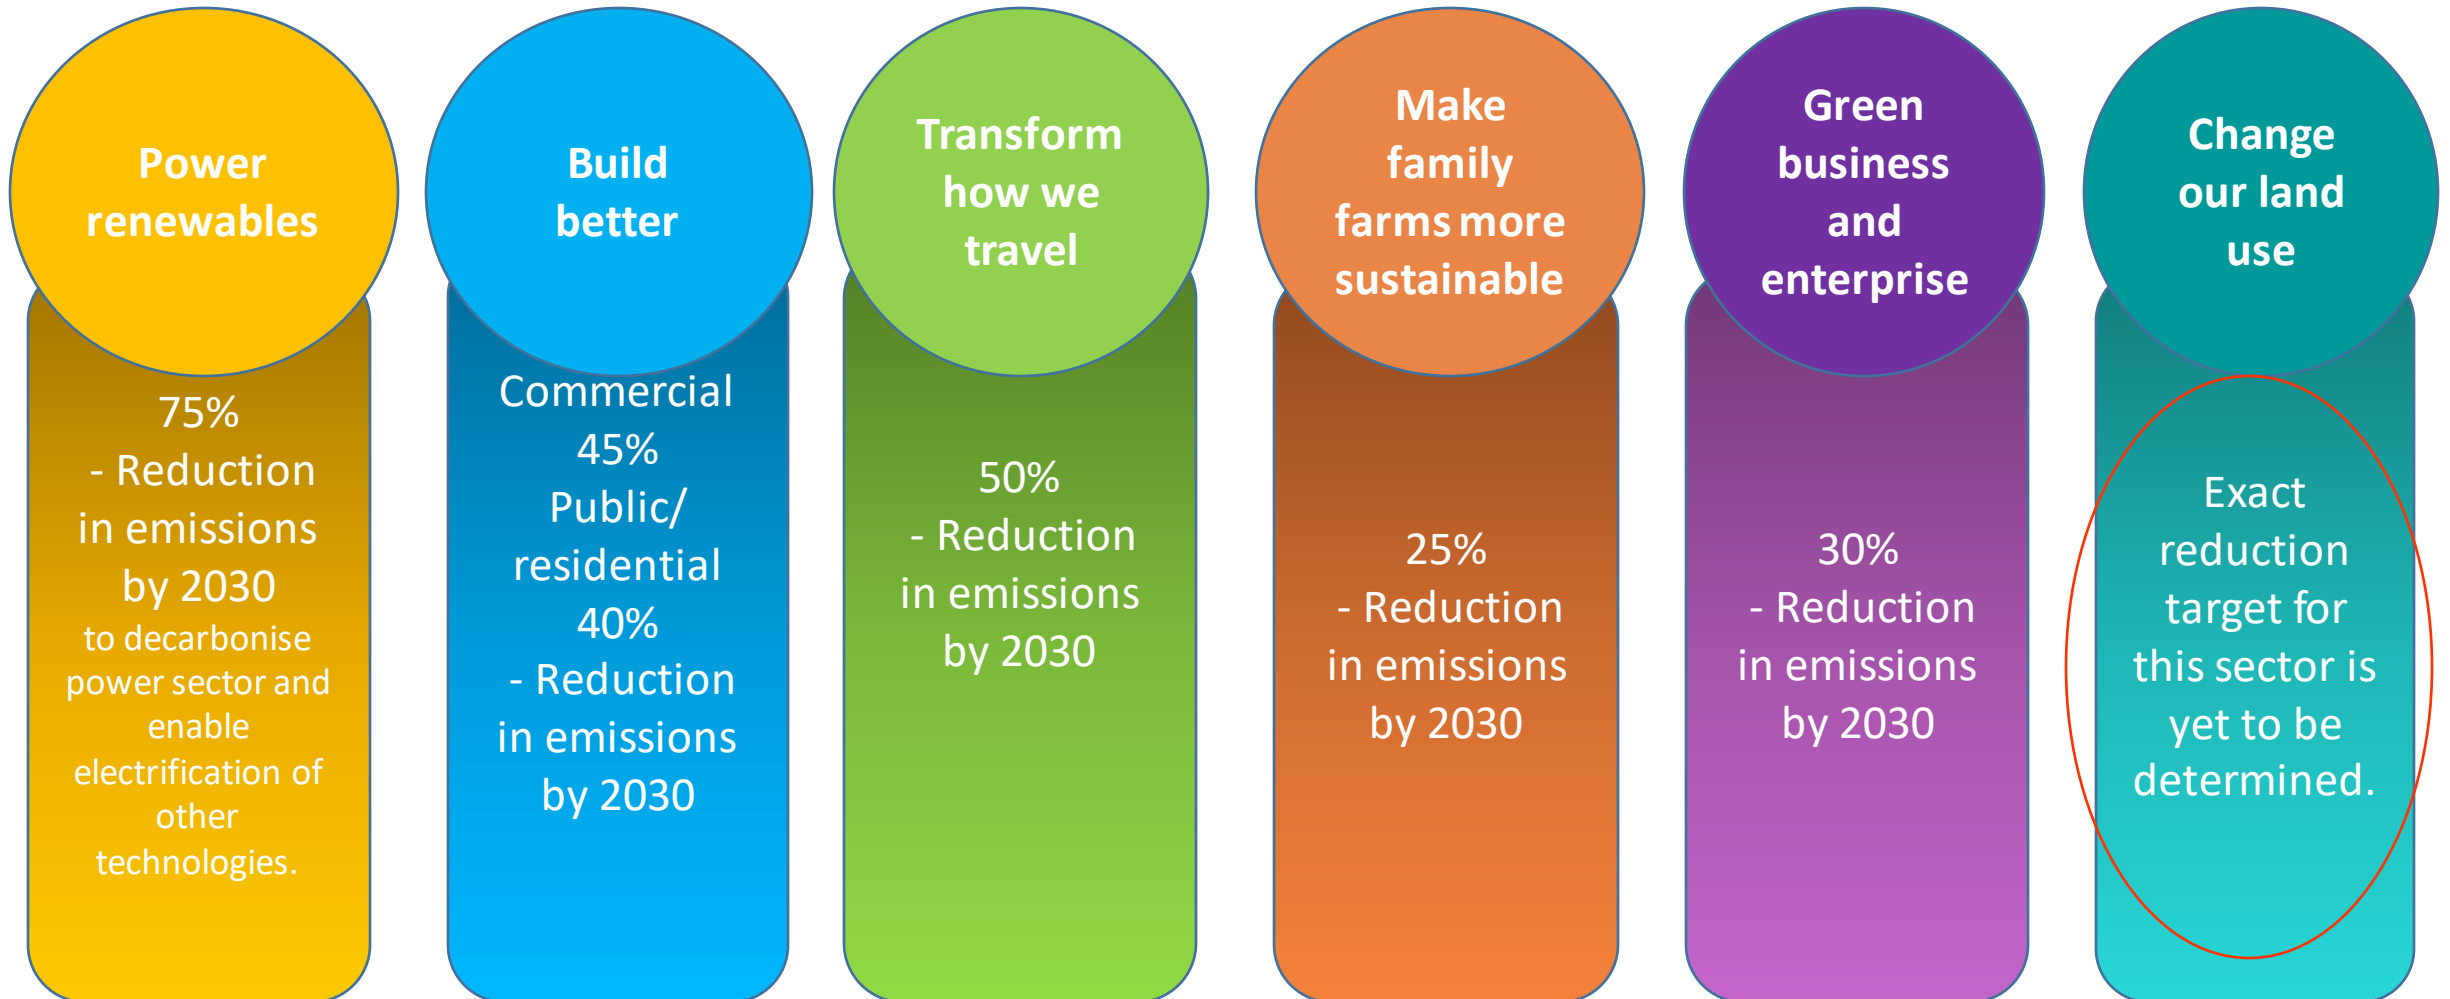 Power
renewables
75%
- Reduction
in emissions
by 2030
to decarbonise
power sector and
enable
electrification of
other
technologies.
Build
better
Commercial
45%
Public/
residential
40%
- Reduction
in emissions
by 2030
Transform
how we
travel
50%
- Reduction
in emissions
by 2030
Make
family
farms more
sustainable
25%
- Reduction
in emissions
by 2030
Green
business
and
enterprise
30%
- Reduction
in emissions
by 2030
Change
our land
use
Exact
reduction
target for
this sector is
yet to be
determined.